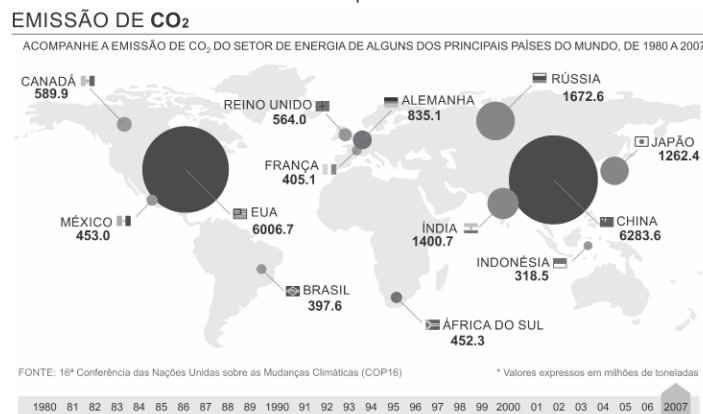 EMISSÃO DE CO₂
ACOMPANHE A EMISSÃO DE CO₂ DO SETOR DE ENERGIA DE ALGUNS DOS PRINCIPAIS PAÍSES DO MUNDO, DE 1980 A 2007
CANADÁ
589.9
REINO UNIDO
564.0
ALEMANHA
835.1
RÚSSIA
1672.6
JAPÃO
1262.4
FRANÇA
405.1
MÉXICO
453.0
EUA
6006.7
ÍNDIA
1400.7
CHINA
6283.6
INDONÉSIA
318.5
BRASIL
397.6
ÁFRICA DO SUL
452.3
FONTE: 16ª Conferência das Nações Unidas sobre as Mudanças Climáticas (COP16)
* Valores expressos em milhões de toneladas
1980 81 82 83 84 85 86 87 88 89 1990 91 92 93 94 95 96 97 98 99 2000 01 02 03 04 05 06 2007